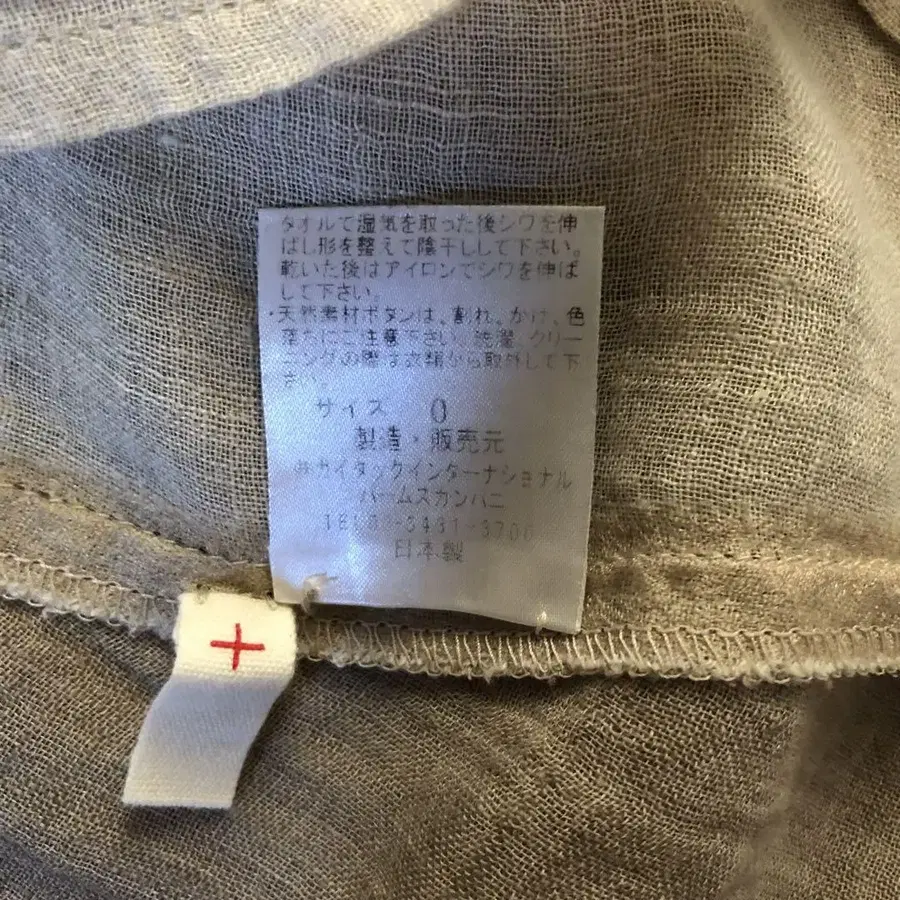 タオルで湿気を取った後シワを伸
ばし形を整えて陰干しして下さい。
乾いた後はアイロンでシワを伸ば
して下さい。
・天然素材ボタンは、割れ、かけ、色
落ちにご注意下さい。洗濯、クリー
ニングの際は衣類から取外して下
さい。
サイズ 0
製造・販売元
㈱カイタックインターナショナル
パームスカンパニ
-3431-3700
日本製
+